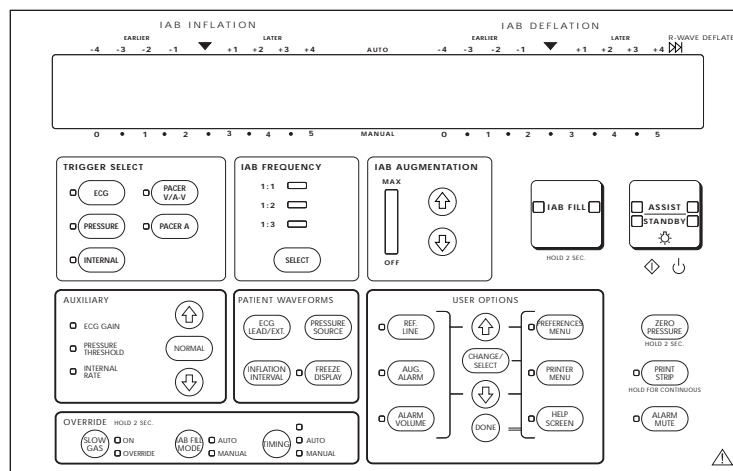 IAB INFLATION
IAB DEFLATION
EARLIER LATER
EARLIER LATER
R-WAVE DEFLATE
-4 -3 -2 -1 +1 +2 +3 +4 AUTO -4 -3 -2 -1 +1 +2 +3 +4
0 • 1 • 2 • 3 • 4 • 5 MANUAL 0 • 1 • 2 • 3 • 4 • 5
TRIGGER SELECT
ECG
PACER
V/A-V
PRESSURE
PACER A
INTERNAL
IAB FREQUENCY
1:1
1:2
1:3
SELECT
IAB AUGMENTATION
MAX
OFF
IAB FILL
HOLD 2 SEC.
ASSIST
STANDBY
AUXILIARY
ECG GAIN
PRESSURE
THRESHOLD
INTERNAL
RATE
NORMAL
PATIENT WAVEFORMS
ECG
LEAD/EXT.
PRESSURE
SOURCE
INFLATION
INTERVAL
FREEZE
DISPLAY
USER OPTIONS
REF.
LINE
AUG.
ALARM
ALARM
VOLUME
CHANGE/
SELECT
DONE
PREFERENCES
MENU
PRINTER
MENU
HELP
SCREEN
ZERO
PRESSURE
HOLD 2 SEC.
PRINT
STRIP
HOLD FOR CONTINUOUS
ALARM
MUTE
OVERRIDE HOLD 2 SEC.
SLOW
GAS
ON
OVERRIDE
IAB FILL
MODE
AUTO
MANUAL
TIMING
AUTO
MANUAL